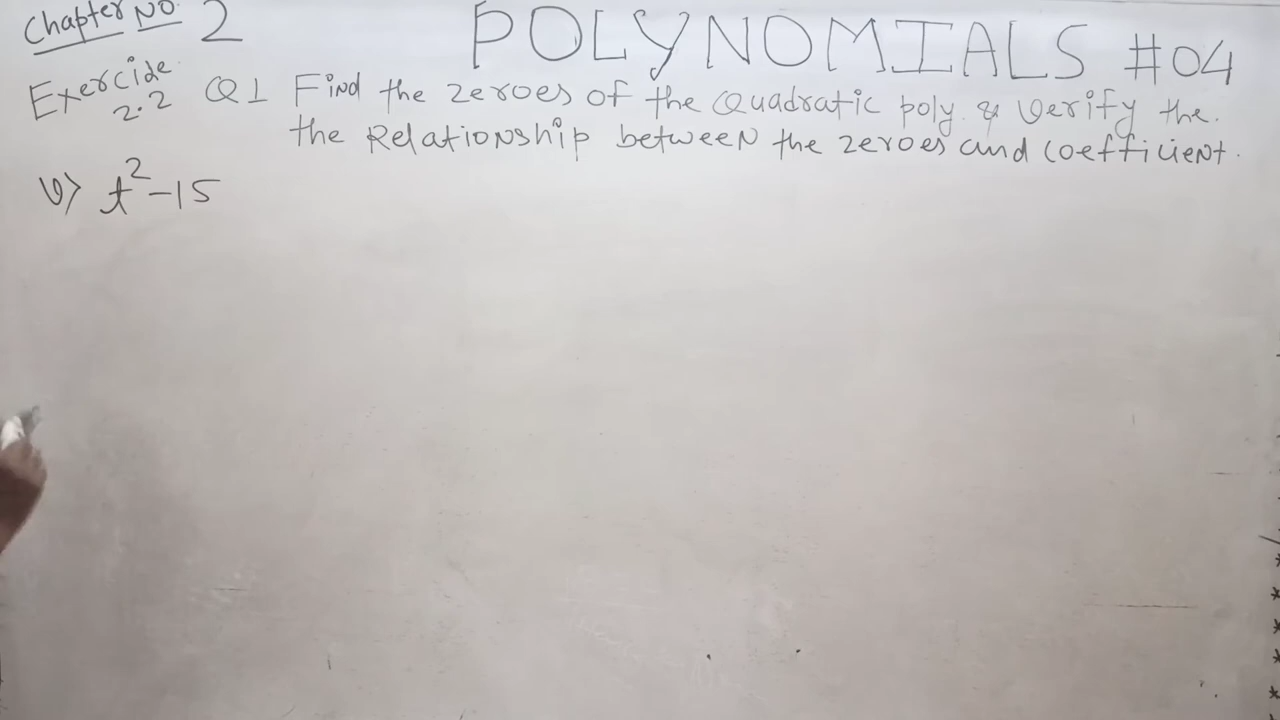 Chapter No. 2
POLYNOMIALS #04
Exercide 2.2
Q1 Find the zeroes of the Quadratic poly. & Verify the.
the Relationship between the zeroes and coefficient.
v) t²-15